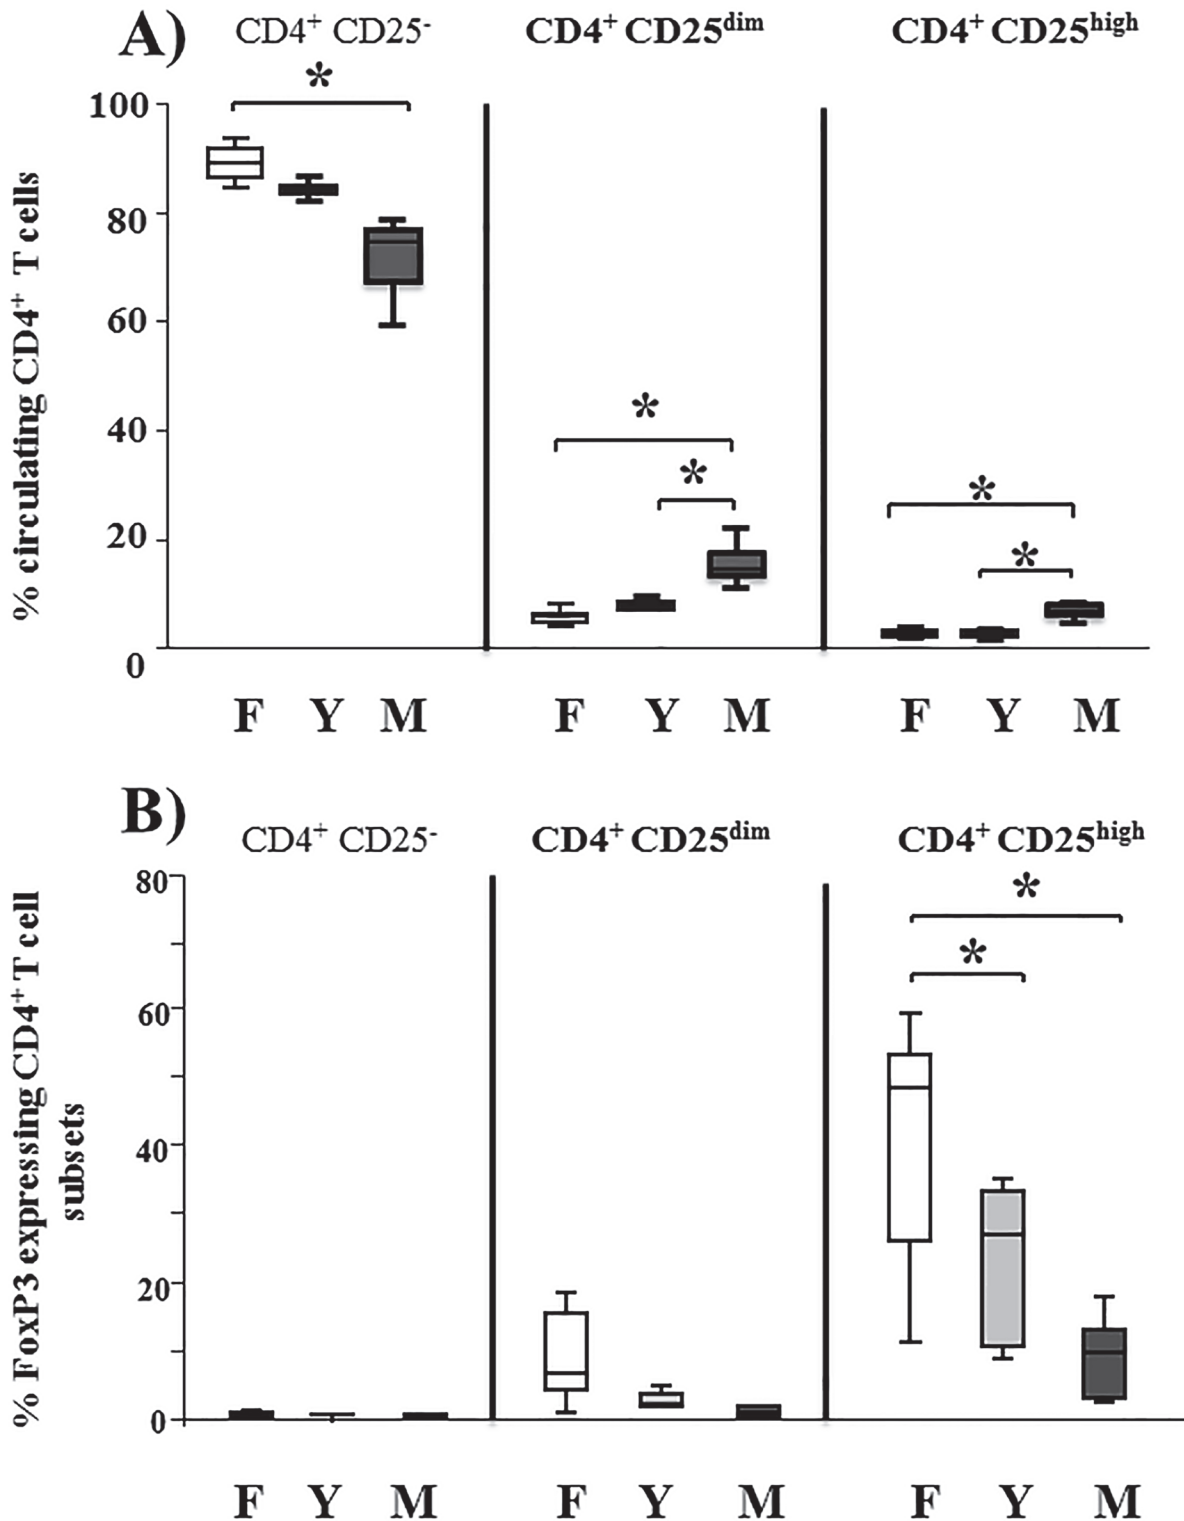 A)
CD4⁺ CD25⁻ CD4⁺ CD25ᵈⁱᵐ CD4⁺ CD25ʰⁱᵍʰ
% circulating CD4⁺ T cells
100
80
60
40
20
0
*
*
*
*
*
F Y M F Y M F Y M
B)
CD4⁺ CD25⁻ CD4⁺ CD25ᵈⁱᵐ CD4⁺ CD25ʰⁱᵍʰ
% FoxP3 expressing CD4⁺ T cell
subsets
80
60
40
20
0
*
*
F Y M F Y M F Y M